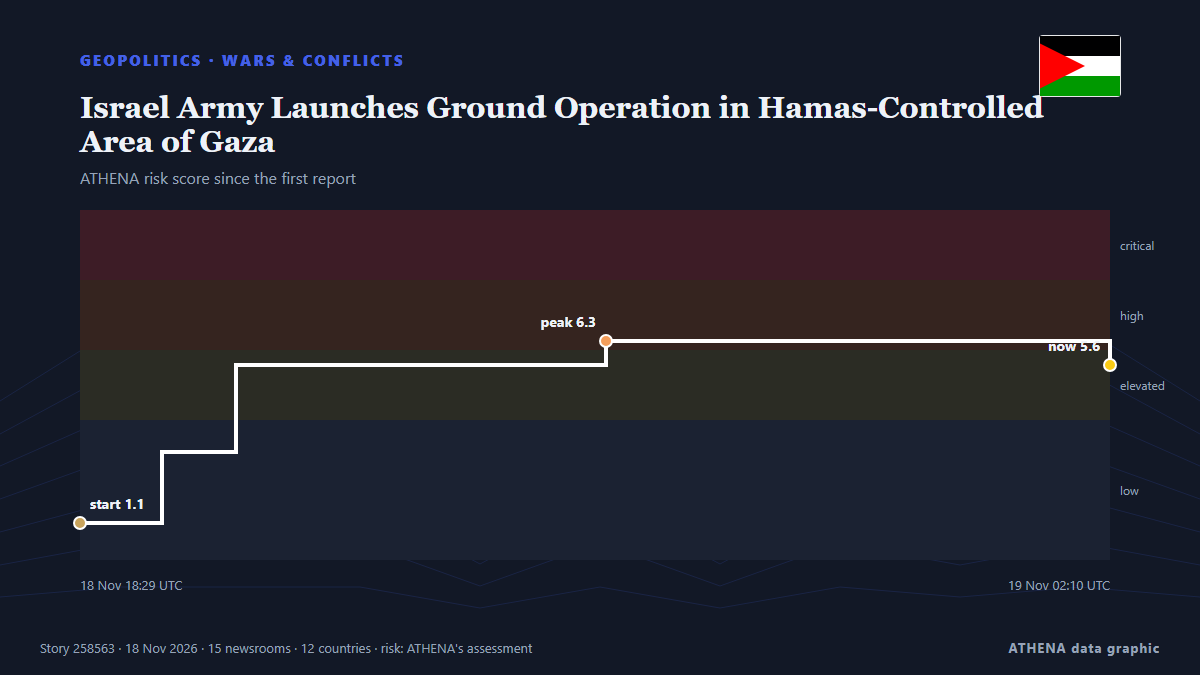 GEOPOLITICS · WARS & CONFLICTS
Israel Army Launches Ground Operation in Hamas-Controlled
Area of Gaza
ATHENA risk score since the first report
critical
high
peak 6.3
now 5.6
elevated
low
start 1.1
18 Nov 18:29 UTC
19 Nov 02:10 UTC
Story 258563 · 18 Nov 2026 · 15 newsrooms · 12 countries · risk: ATHENA's assessment
ATHENA data graphic